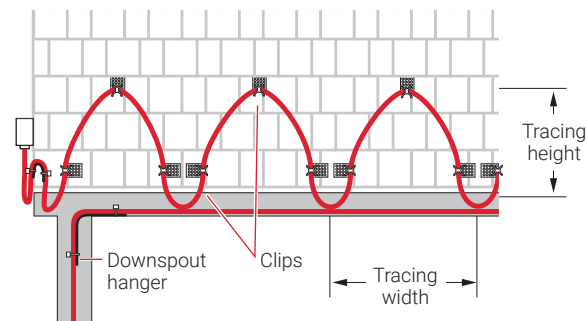 Tracing
height
Downspout
hanger
Clips
Tracing
width